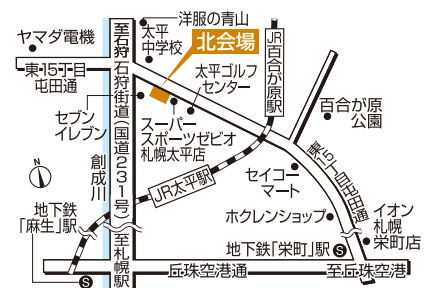 至石狩
洋服の青山
ヤマダ電機
太平
中学校
北会場
JR百合が原駅
東15丁目
屯田通
石狩街道(国道231号)
太平ゴルフ
センター
セブン
イレブン
スーパー
スポーツゼビオ
札幌太平店
百合が原
公園
東15丁目屯田通
N
創成川
JR太平駅
セイコー
マート
地下鉄
「麻生」駅
ホクレンショップ
イオン
札幌
栄町店
地下鉄「栄町」駅
S
至札幌駅
丘珠空港通
至丘珠空港
S